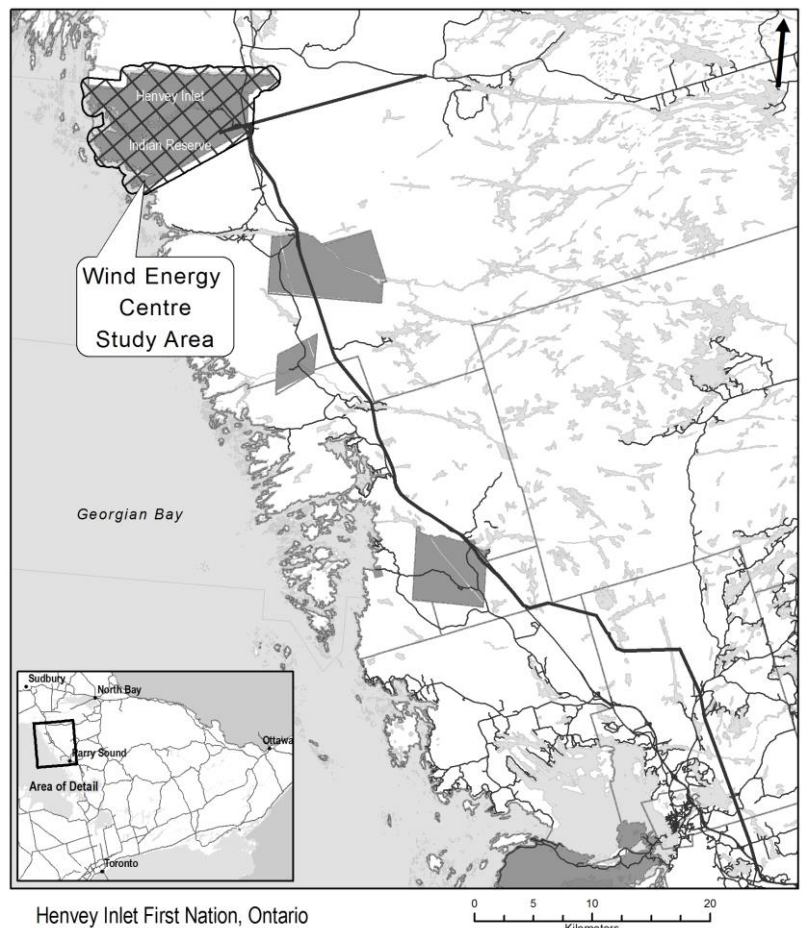 Henvey Inlet
Indian Reserve
Wind Energy
Centre
Study Area
Georgian Bay
Sudbury
North Bay
Ottawa
Parry Sound
Area of Detail
Toronto
Henvey Inlet First Nation, Ontario
0 5 10 20
Kilometers